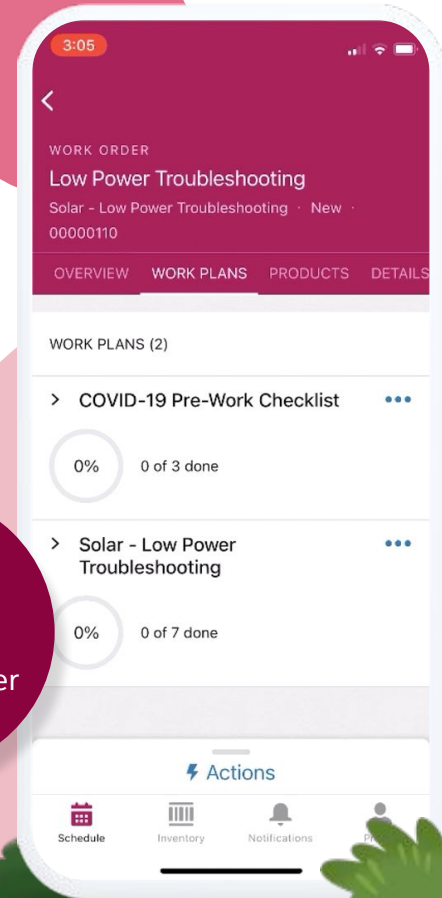 3:05
WORK ORDER
Low Power Troubleshooting
Solar - Low Power Troubleshooting · New ·
00000110
OVERVIEW WORK PLANS PRODUCTS DETAILS
WORK PLANS (2)
COVID-19 Pre-Work Checklist
0% 0 of 3 done
Solar - Low Power
Troubleshooting
0% 0 of 7 done
Actions
Schedule Inventory Notifications